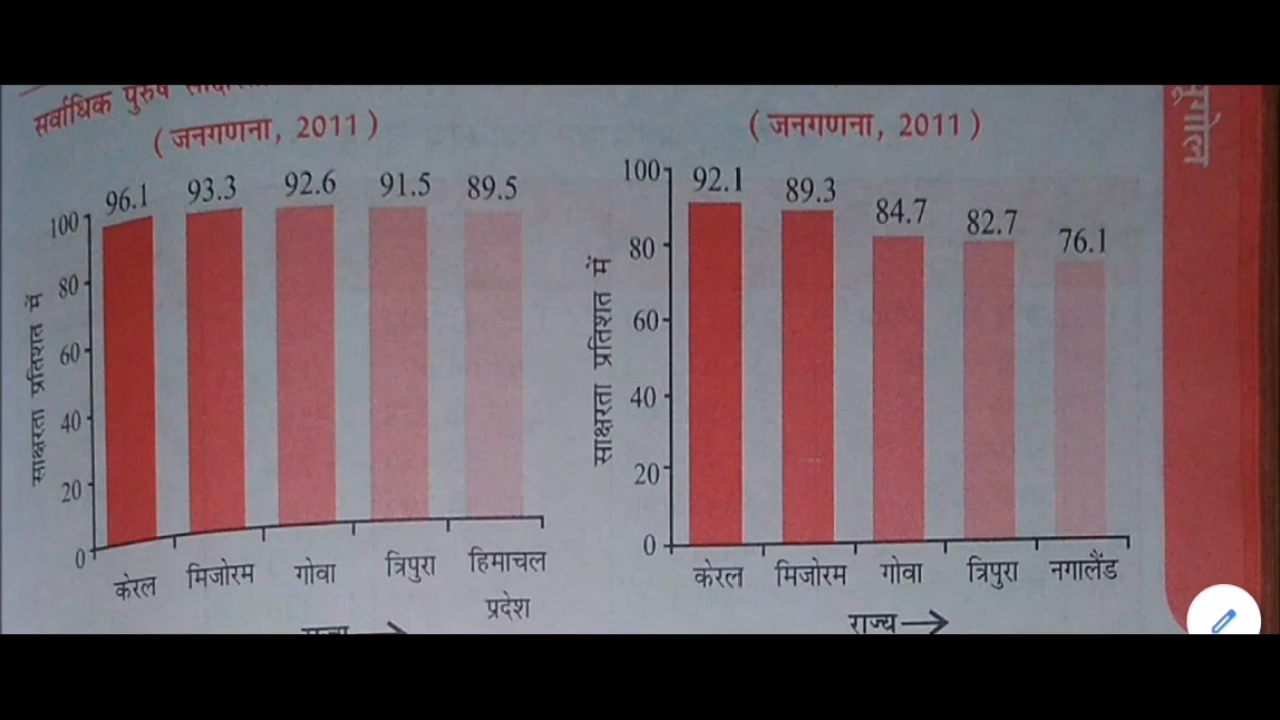 सर्वाधिक पुरुष
(जनगणना, 2011)
96.1 93.3 92.6 91.5 89.5
100
80
60
40
20
0
साक्षरता प्रतिशत में
केरल मिजोरम गोवा त्रिपुरा हिमाचल
प्रदेश
(जनगणना, 2011)
92.1 89.3 84.7 82.7 76.1
100
80
60
40
20
0
साक्षरता प्रतिशत में
केरल मिजोरम गोवा त्रिपुरा नगालैंड
राज्य
भूगोल